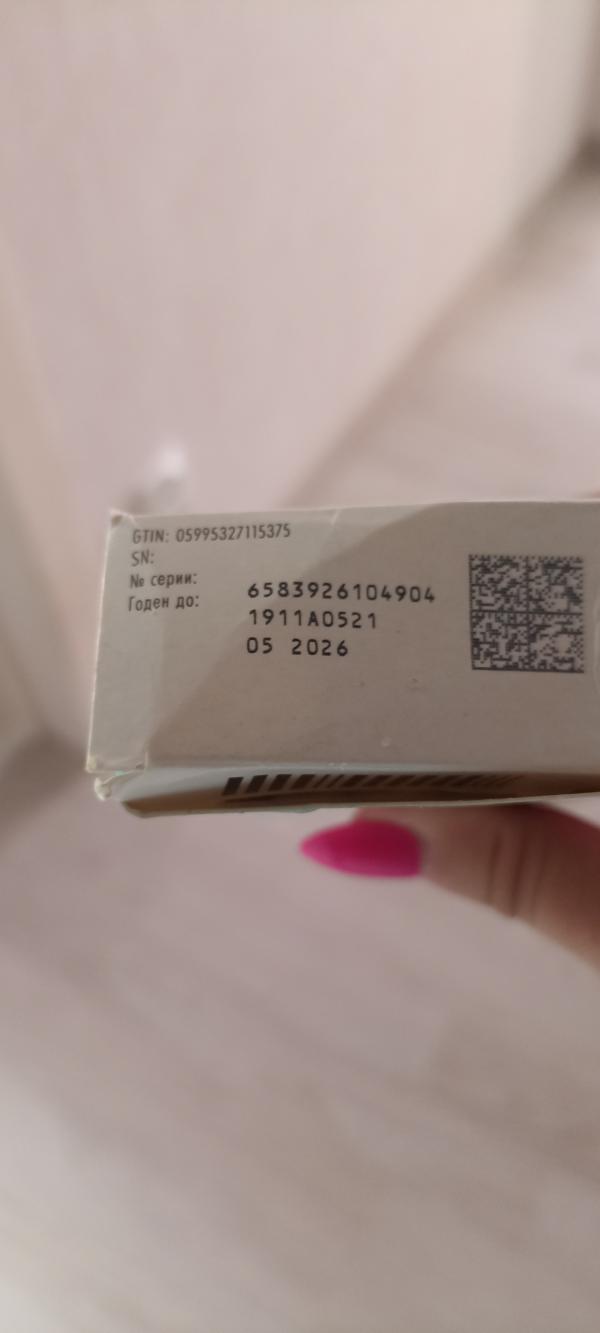 GTIN: 05995327115375
SN:
№ серии:
Годен до:
6583926104904
1911A0521
05 2026